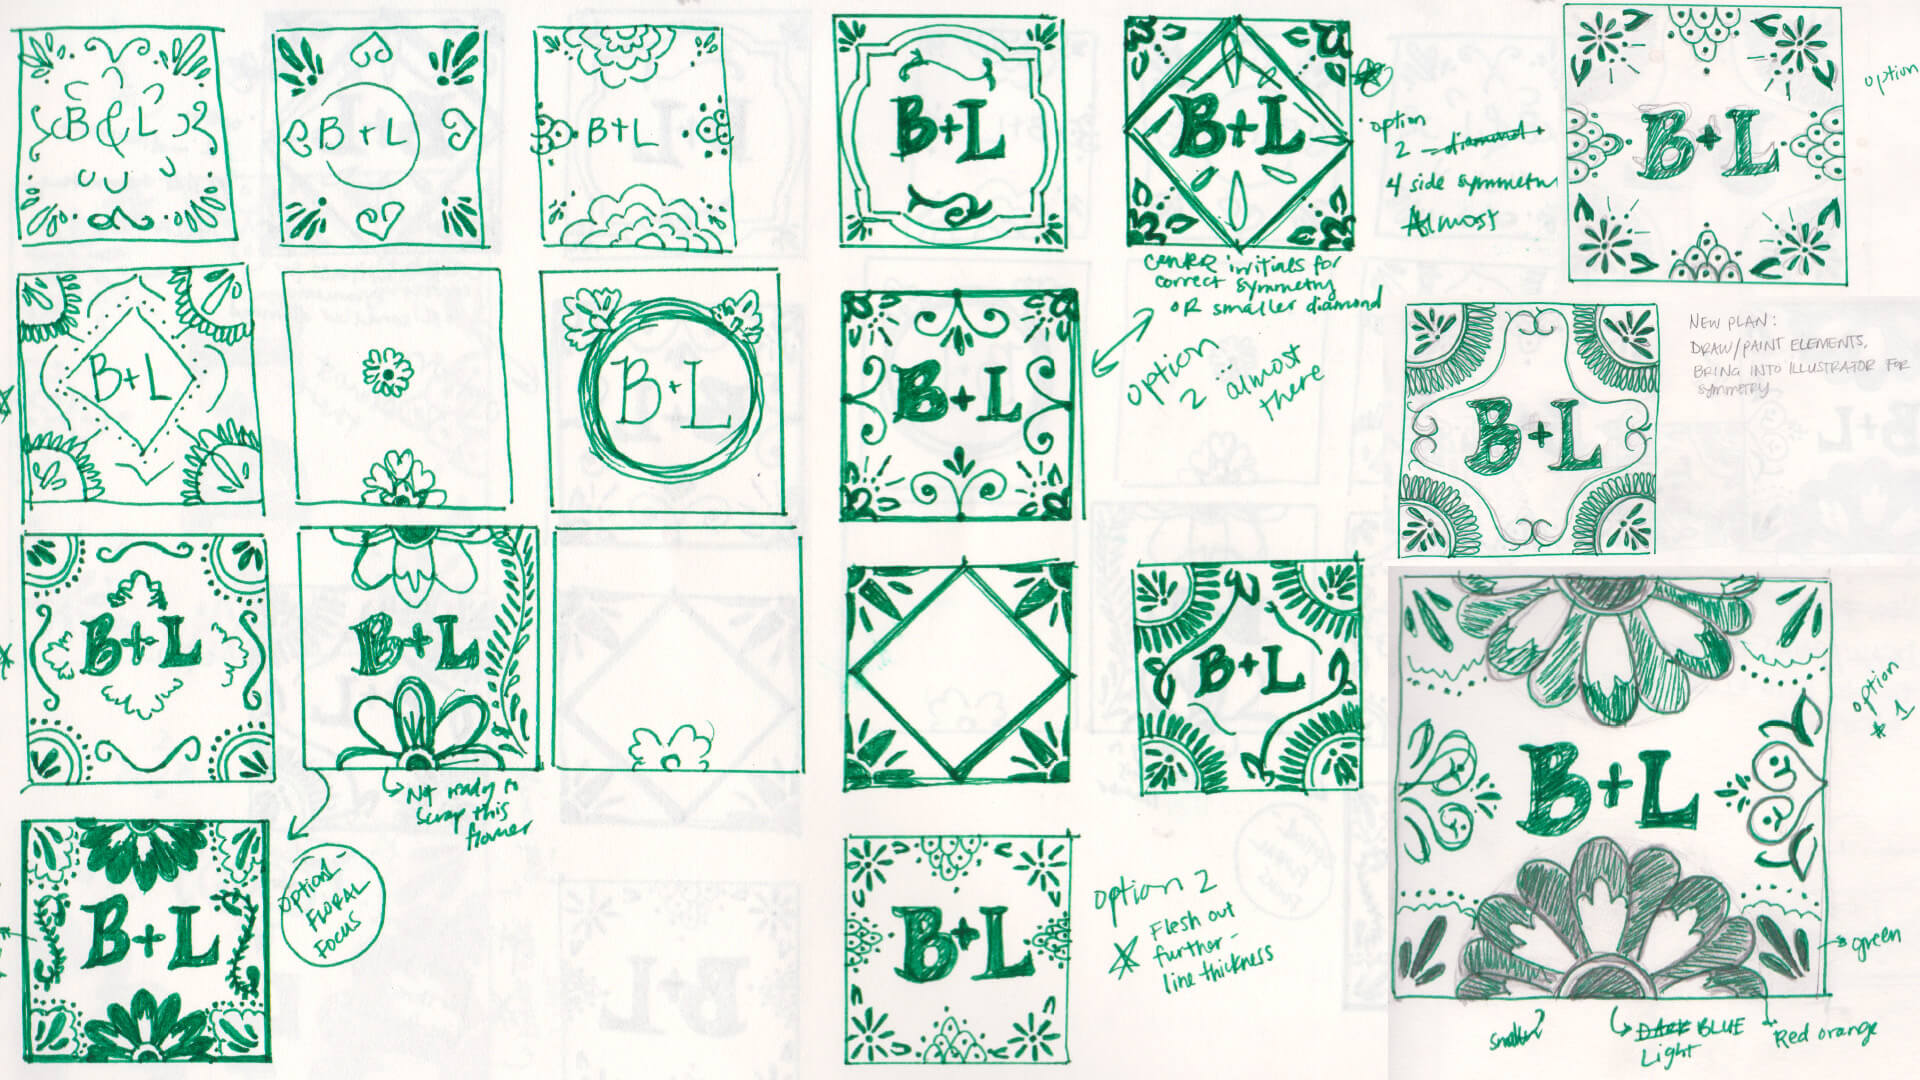 B & L
B + L
B+L
B+L
B+L
option
2 diamond +
4 side symmetry
Almost
center initials for
correct symmetry
OR smaller diamond
B+L
option
B+L
B+L
B+L
option
2 almost
there
B+L
NEW PLAN:
DRAW/PAINT ELEMENTS,
BRING INTO ILLUSTRATOR FOR
SYMMETRY
B+L
B+L
Not ready to
scrap this
flower
B+L
B+L
option
* 1
green
smaller?
DARK BLUE
Light
Red orange
B+L
option 1 -
FLORAL
FOCUS
B+L
option 2
Flesh out
further -
line thickness